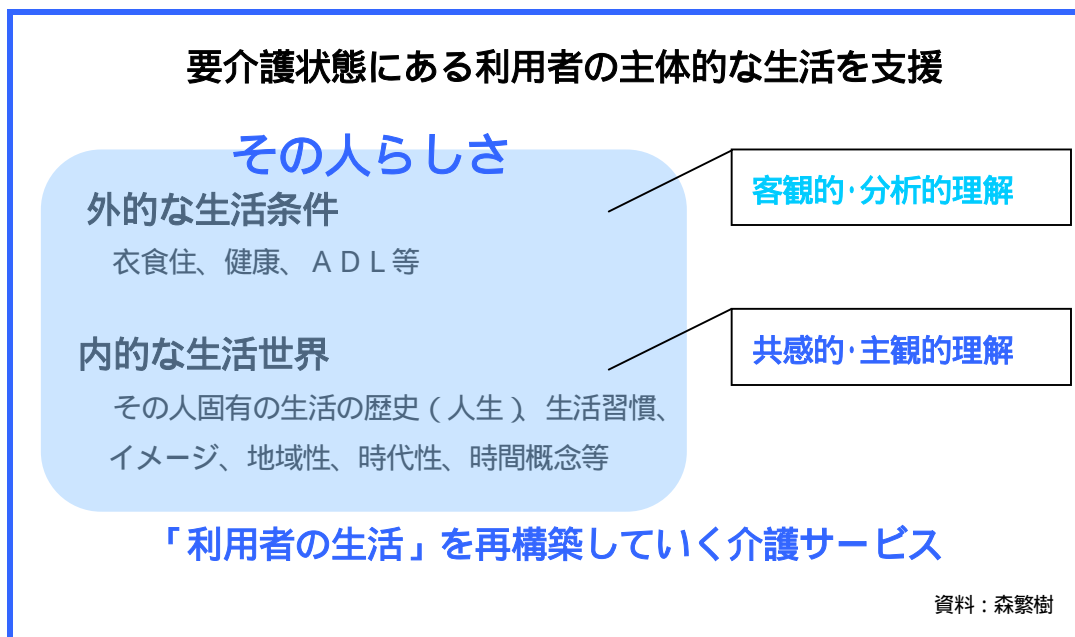 要介護状態にある利用者の主体的な生活を支援
その人らしさ
外的な生活条件
客観的・分析的理解
衣食住、健康、ＡＤＬ等
内的な生活世界
共感的・主観的理解
その人固有の生活の歴史（人生）、生活習慣、
イメージ、地域性、時代性、時間概念等
「利用者の生活」を再構築していく介護サービス
資料：森繁樹